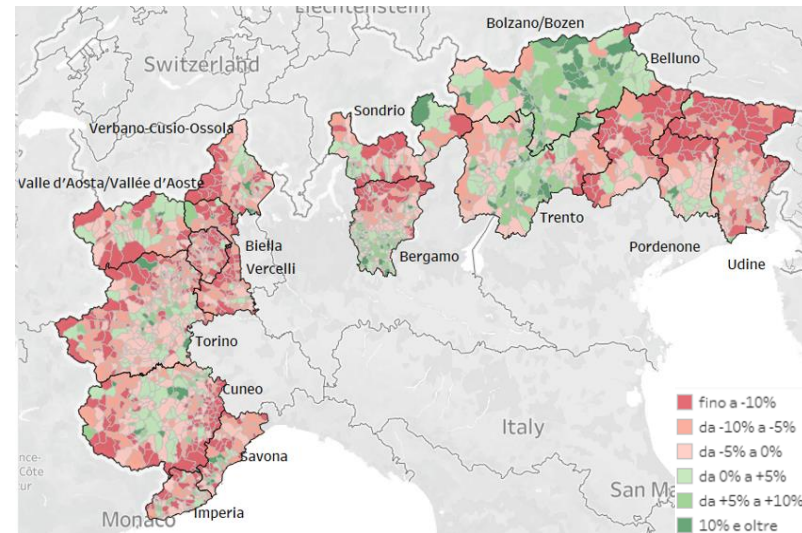 Liechtenstein
Bolzano/Bozen
Switzerland
Belluno
Sondrio
Verbano-Cusio-Ossola
Valle d'Aosta/Vallée d'Aoste
Trento
Biella
Bergamo
Pordenone
Vercelli
Udine
Torino
Cuneo
Italy
Savona
Monaco
Imperia
San Ma
fino a -10%
da -10% a -5%
da -5% a 0%
da 0% a +5%
da +5% a +10%
10% e oltre